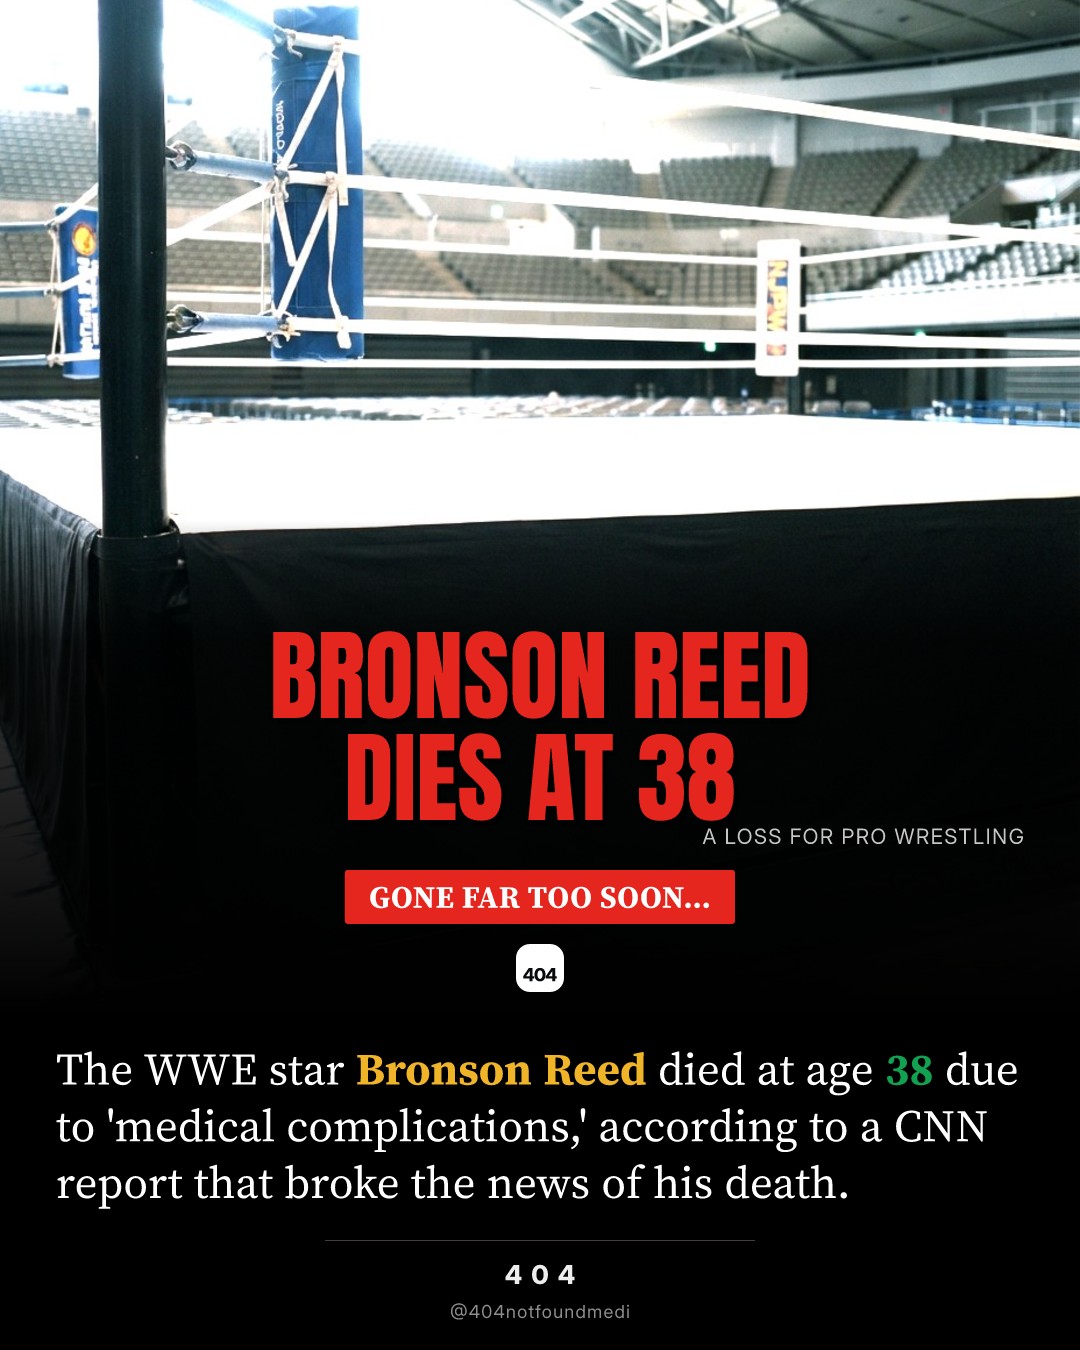 NJPW
BRONSON REED
DIES AT 38
A LOSS FOR PRO WRESTLING
GONE FAR TOO SOON...
404
The WWE star Bronson Reed died at age 38 due
to 'medical complications,' according to a CNN
report that broke the news of his death.
404
@404notfoundmedi